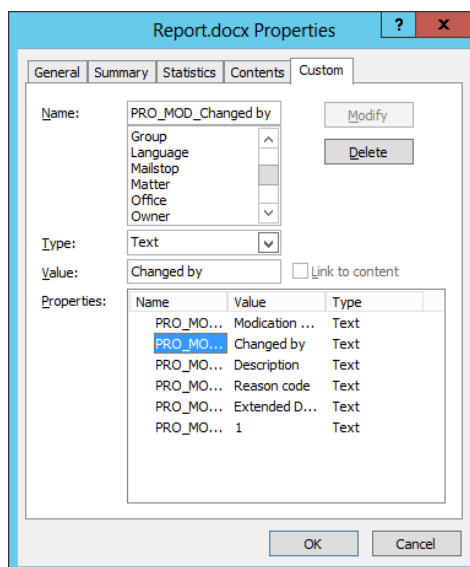 Report.docx Properties ? x
General Summary Statistics Contents Custom
Name: PRO_MOD_Changed by Modify
Group
Language
Mailstop
Matter
Office
Owner
Delete
Type: Text
Value: Changed by Link to content
Properties: Name Value Type
PRO_MO... Modication ... Text
PRO_MO... Changed by Text
PRO_MO... Description Text
PRO_MO... Reason code Text
PRO_MO... Extended D... Text
PRO_MO... 1 Text
OK Cancel